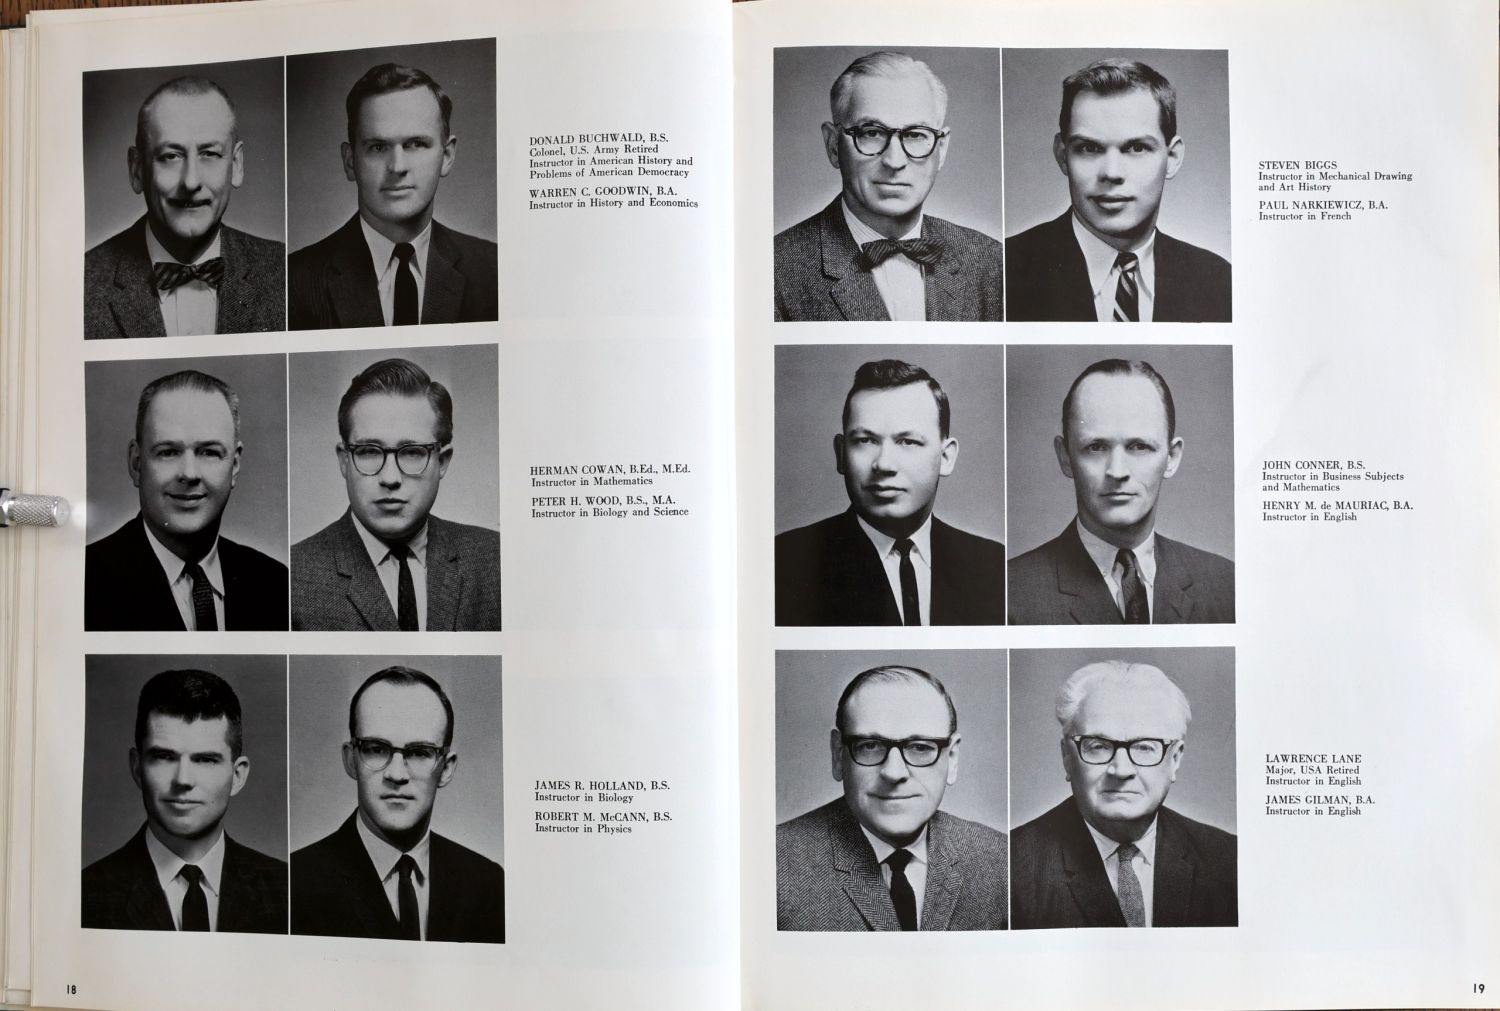 DONALD BUCHWALD, B.S.
Colonel, U.S. Army Retired
Instructor in American History and
Problems of American Democracy
WARREN C. GOODWIN, B.A.
Instructor in History and Economics
HERMAN COWAN, B.Ed., M.Ed.
Instructor in Mathematics
PETER H. WOOD, B.S., M.A.
Instructor in Biology and Science
JAMES R. HOLLAND, B.S.
Instructor in Biology
ROBERT M. McCANN, B.S.
Instructor in Physics
18
STEVEN BIGGS
Instructor in Mechanical Drawing
and Art History
PAUL NARKIEWICZ, B.A.
Instructor in French
JOHN CONNER, B.S.
Instructor in Business Subjects
and Mathematics
HENRY M. de MAURIAC, B.A.
Instructor in English
LAWRENCE LANE
Major, USA Retired
Instructor in English
JAMES GILMAN, B.A.
Instructor in English
19